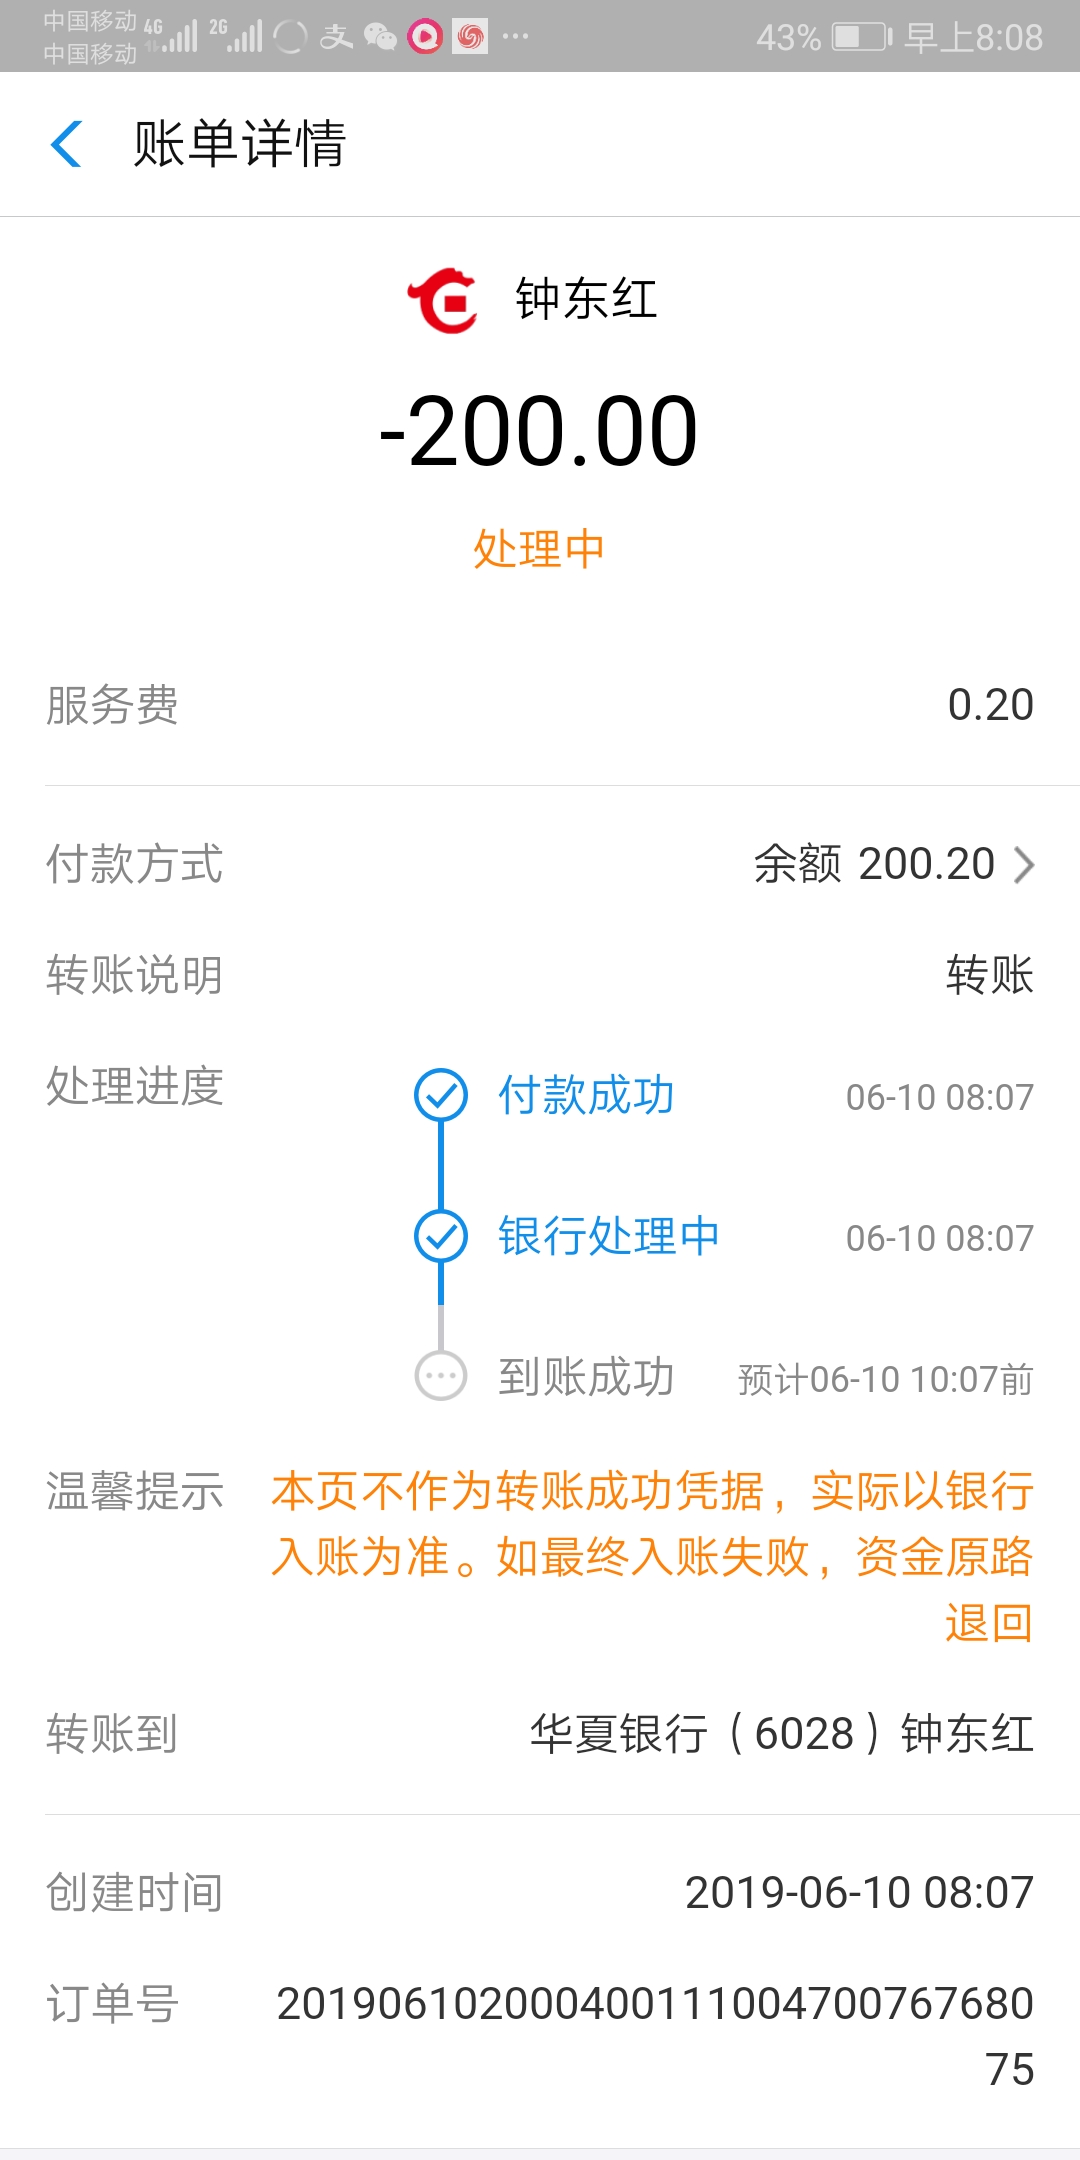 中国移动 4G 2G 43% 早上8:08
中国移动
账单详情
钟东红
-200.00
处理中
服务费 0.20
付款方式 余额 200.20
转账说明 转账
处理进度 付款成功 06-10 08:07
银行处理中 06-10 08:07
到账成功 预计06-10 10:07前
温馨提示 本页不作为转账成功凭据，实际以银行
入账为准。如最终入账失败，资金原路
退回
转账到 华夏银行（6028）钟东红
创建时间 2019-06-10 08:07
订单号 201906102000400111004700767680
75